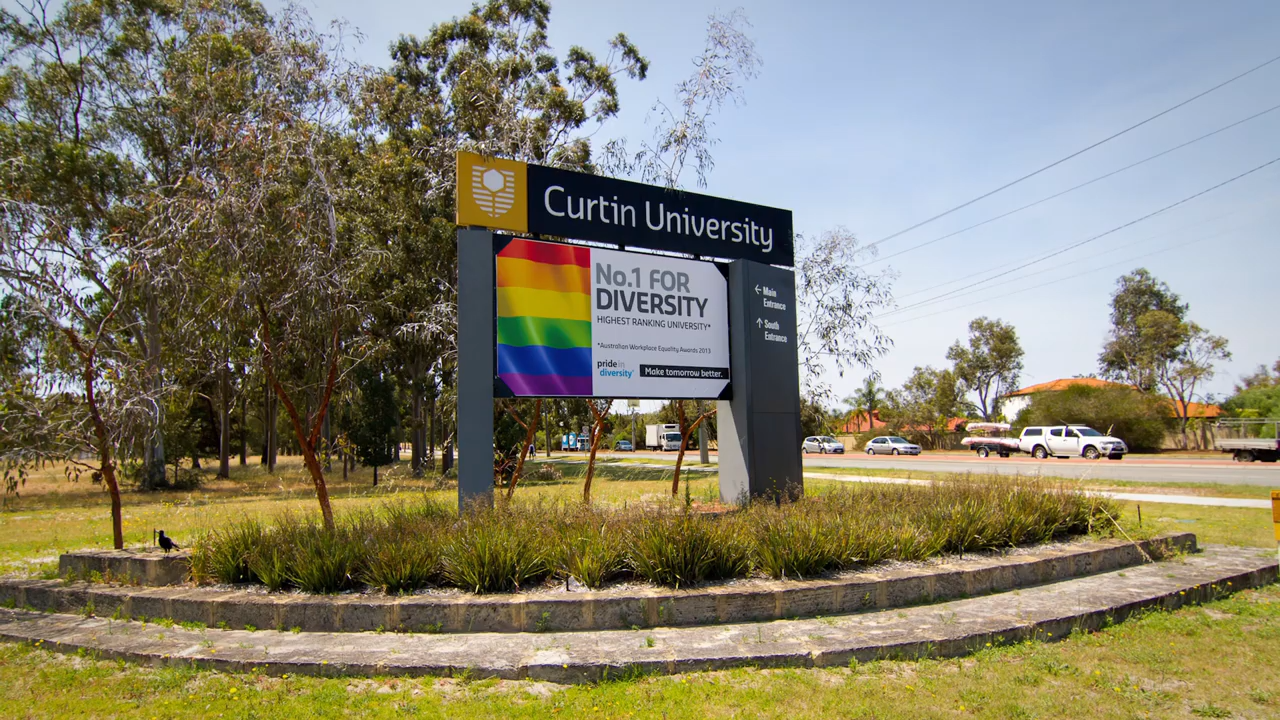 Curtin University
No.1 FOR
DIVERSITY
HIGHEST RANKING UNIVERSITY*
*Australian Workplace Equality Awards 2013
pride in
diversity
Make tomorrow better.
← Main
Entrance
↑ South
Entrance